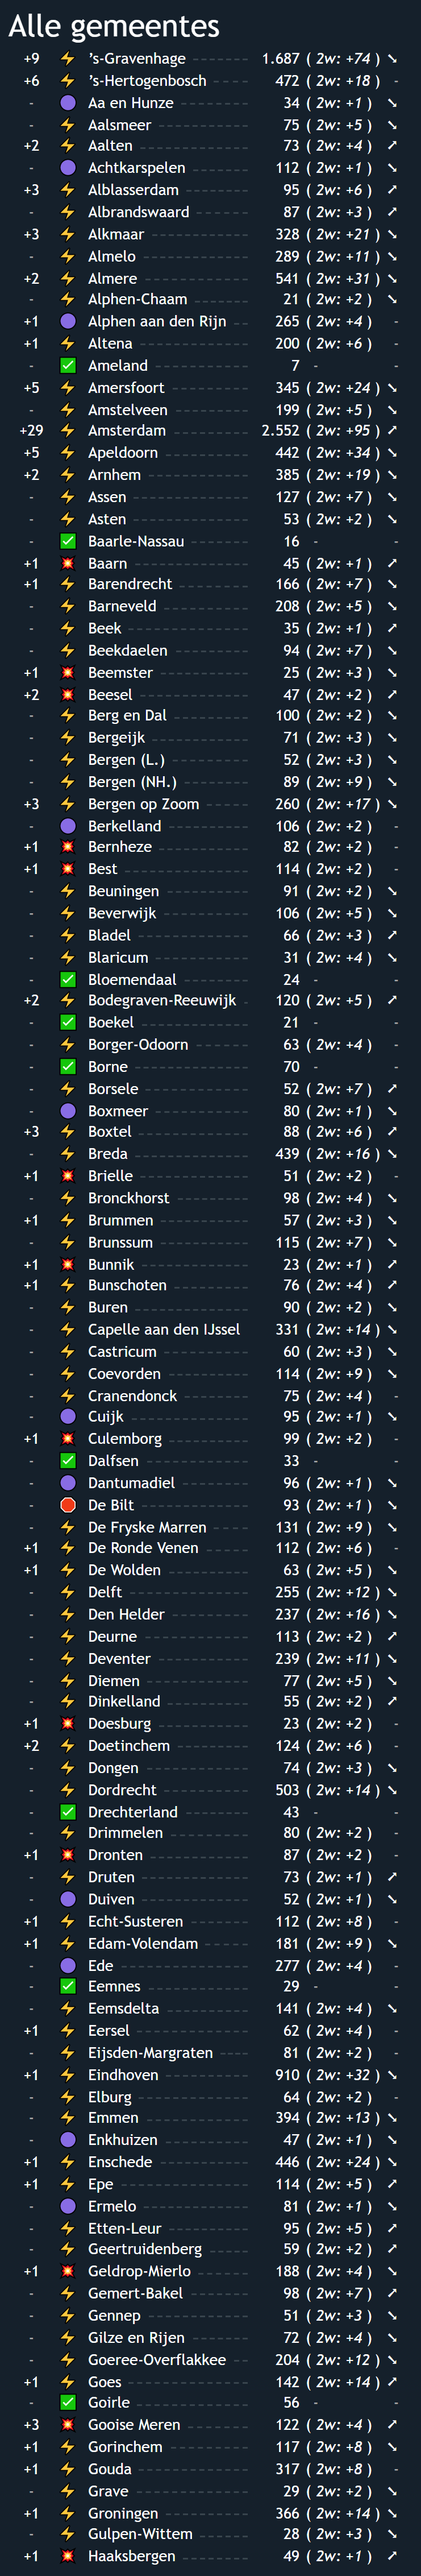 Alle gemeentes
+9 ⚡ ’s-Gravenhage 1.687 ( 2w: +74 ) ➘
+6 ⚡ ’s-Hertogenbosch 472 ( 2w: +18 ) -
- 🟣 Aa en Hunze 34 ( 2w: +1 ) ➘
- ⚡ Aalsmeer 75 ( 2w: +5 ) ➘
+2 ⚡ Aalten 73 ( 2w: +4 ) ➚
- 🟣 Achtkarspelen 112 ( 2w: +1 ) ➘
+3 ⚡ Alblasserdam 95 ( 2w: +6 ) ➚
- ⚡ Albrandswaard 87 ( 2w: +3 ) ➚
+3 ⚡ Alkmaar 328 ( 2w: +21 ) ➘
- ⚡ Almelo 289 ( 2w: +11 ) ➘
+2 ⚡ Almere 541 ( 2w: +31 ) ➘
- ⚡ Alphen-Chaam 21 ( 2w: +2 ) ➘
+1 🟣 Alphen aan den Rijn 265 ( 2w: +4 ) -
+1 ⚡ Altena 200 ( 2w: +6 ) -
- ✅ Ameland 7 - -
+5 ⚡ Amersfoort 345 ( 2w: +24 ) ➘
- ⚡ Amstelveen 199 ( 2w: +5 ) ➘
+29 ⚡ Amsterdam 2.552 ( 2w: +95 ) ➚
+5 ⚡ Apeldoorn 442 ( 2w: +34 ) ➘
+2 ⚡ Arnhem 385 ( 2w: +19 ) ➘
- ⚡ Assen 127 ( 2w: +7 ) ➘
- ⚡ Asten 53 ( 2w: +2 ) ➘
- ✅ Baarle-Nassau 16 - -
+1 💥 Baarn 45 ( 2w: +1 ) ➚
+1 ⚡ Barendrecht 166 ( 2w: +7 ) ➘
- ⚡ Barneveld 208 ( 2w: +5 ) ➘
- ⚡ Beek 35 ( 2w: +1 ) ➚
- ⚡ Beekdaelen 94 ( 2w: +7 ) ➘
+1 💥 Beemster 25 ( 2w: +3 ) ➘
+2 💥 Beesel 47 ( 2w: +2 ) ➚
- ⚡ Berg en Dal 100 ( 2w: +2 ) ➘
- ⚡ Bergeijk 71 ( 2w: +3 ) ➘
- ⚡ Bergen (L.) 52 ( 2w: +3 ) ➘
- ⚡ Bergen (NH.) 89 ( 2w: +9 ) ➘
+3 ⚡ Bergen op Zoom 260 ( 2w: +17 ) ➘
- 🟣 Berkelland 106 ( 2w: +2 ) -
+1 💥 Bernheze 82 ( 2w: +2 ) -
+1 💥 Best 114 ( 2w: +2 ) -
- ⚡ Beuningen 91 ( 2w: +2 ) ➘
- ⚡ Beverwijk 106 ( 2w: +5 ) ➘
- ⚡ Bladel 66 ( 2w: +3 ) ➚
- ⚡ Blaricum 31 ( 2w: +4 ) ➘
- ✅ Bloemendaal 24 - -
+2 ⚡ Bodegraven-Reeuwijk 120 ( 2w: +5 ) ➚
- ✅ Boekel 21 - -
- ⚡ Borger-Odoorn 63 ( 2w: +4 ) -
- ✅ Borne 70 - -
- ⚡ Borsele 52 ( 2w: +7 ) ➚
- 🟣 Boxmeer 80 ( 2w: +1 ) ➘
+3 ⚡ Boxtel 88 ( 2w: +6 ) ➚
- ⚡ Breda 439 ( 2w: +16 ) ➘
+1 💥 Brielle 51 ( 2w: +2 ) -
- ⚡ Bronckhorst 98 ( 2w: +4 ) ➘
+1 ⚡ Brummen 57 ( 2w: +3 ) ➘
- ⚡ Brunssum 115 ( 2w: +7 ) ➘
+1 💥 Bunnik 23 ( 2w: +1 ) ➚
+1 ⚡ Bunschoten 76 ( 2w: +4 ) ➚
- ⚡ Buren 90 ( 2w: +2 ) ➘
- ⚡ Capelle aan den IJssel 331 ( 2w: +14 ) ➘
- ⚡ Castricum 60 ( 2w: +3 ) ➘
- ⚡ Coevorden 114 ( 2w: +9 ) ➘
- ⚡ Cranendonck 75 ( 2w: +4 ) -
- 🟣 Cuijk 95 ( 2w: +1 ) ➘
+1 💥 Culemborg 99 ( 2w: +2 ) -
- ✅ Dalfsen 33 - -
- 🟣 Dantumadiel 96 ( 2w: +1 ) ➘
- 🛑 De Bilt 93 ( 2w: +1 ) ➘
- ⚡ De Fryske Marren 131 ( 2w: +9 ) ➘
+1 ⚡ De Ronde Venen 112 ( 2w: +6 ) -
+1 ⚡ De Wolden 63 ( 2w: +5 ) ➘
- ⚡ Delft 255 ( 2w: +12 ) ➘
- ⚡ Den Helder 237 ( 2w: +16 ) ➘
- ⚡ Deurne 113 ( 2w: +2 ) ➚
- ⚡ Deventer 239 ( 2w: +11 ) ➘
- ⚡ Diemen 77 ( 2w: +5 ) ➘
- ⚡ Dinkelland 55 ( 2w: +2 ) ➚
+1 💥 Doesburg 23 ( 2w: +2 ) -
+2 ⚡ Doetinchem 124 ( 2w: +6 ) -
- ⚡ Dongen 74 ( 2w: +3 ) ➘
- ⚡ Dordrecht 503 ( 2w: +14 ) ➘
- ✅ Drechterland 43 - -
- ⚡ Drimmelen 80 ( 2w: +2 ) -
+1 💥 Dronten 87 ( 2w: +2 ) -
- ⚡ Druten 73 ( 2w: +1 ) ➚
- 🟣 Duiven 52 ( 2w: +1 ) ➘
+1 ⚡ Echt-Susteren 112 ( 2w: +8 ) -
+1 ⚡ Edam-Volendam 181 ( 2w: +9 ) ➘
- 🟣 Ede 277 ( 2w: +4 ) -
- ✅ Eemnes 29 - -
- ⚡ Eemsdelta 141 ( 2w: +4 ) ➘
+1 ⚡ Eersel 62 ( 2w: +4 ) -
- ⚡ Eijsden-Margraten 81 ( 2w: +2 ) -
+1 ⚡ Eindhoven 910 ( 2w: +32 ) ➘
- ⚡ Elburg 64 ( 2w: +2 ) -
- ⚡ Emmen 394 ( 2w: +13 ) ➘
- 🟣 Enkhuizen 47 ( 2w: +1 ) ➘
+1 ⚡ Enschede 446 ( 2w: +24 ) ➘
+1 ⚡ Epe 114 ( 2w: +5 ) ➚
- 🟣 Ermelo 81 ( 2w: +1 ) ➘
- ⚡ Etten-Leur 95 ( 2w: +5 ) ➚
- ⚡ Geertruidenberg 59 ( 2w: +2 ) ➚
+1 💥 Geldrop-Mierlo 188 ( 2w: +4 ) ➘
- ⚡ Gemert-Bakel 98 ( 2w: +7 ) ➚
- ⚡ Gennep 51 ( 2w: +3 ) ➘
- ⚡ Gilze en Rijen 72 ( 2w: +4 ) ➘
- ⚡ Goeree-Overflakkee 204 ( 2w: +12 ) ➘
+1 ⚡ Goes 142 ( 2w: +14 ) ➚
- ✅ Goirle 56 - -
+3 💥 Gooise Meren 122 ( 2w: +4 ) ➚
+1 ⚡ Gorinchem 117 ( 2w: +8 ) ➘
+1 ⚡ Gouda 317 ( 2w: +8 ) -
- ⚡ Grave 29 ( 2w: +2 ) ➘
+1 ⚡ Groningen 366 ( 2w: +14 ) ➘
- ⚡ Gulpen-Wittem 28 ( 2w: +3 ) ➘
+1 💥 Haaksbergen 49 ( 2w: +1 ) ➚